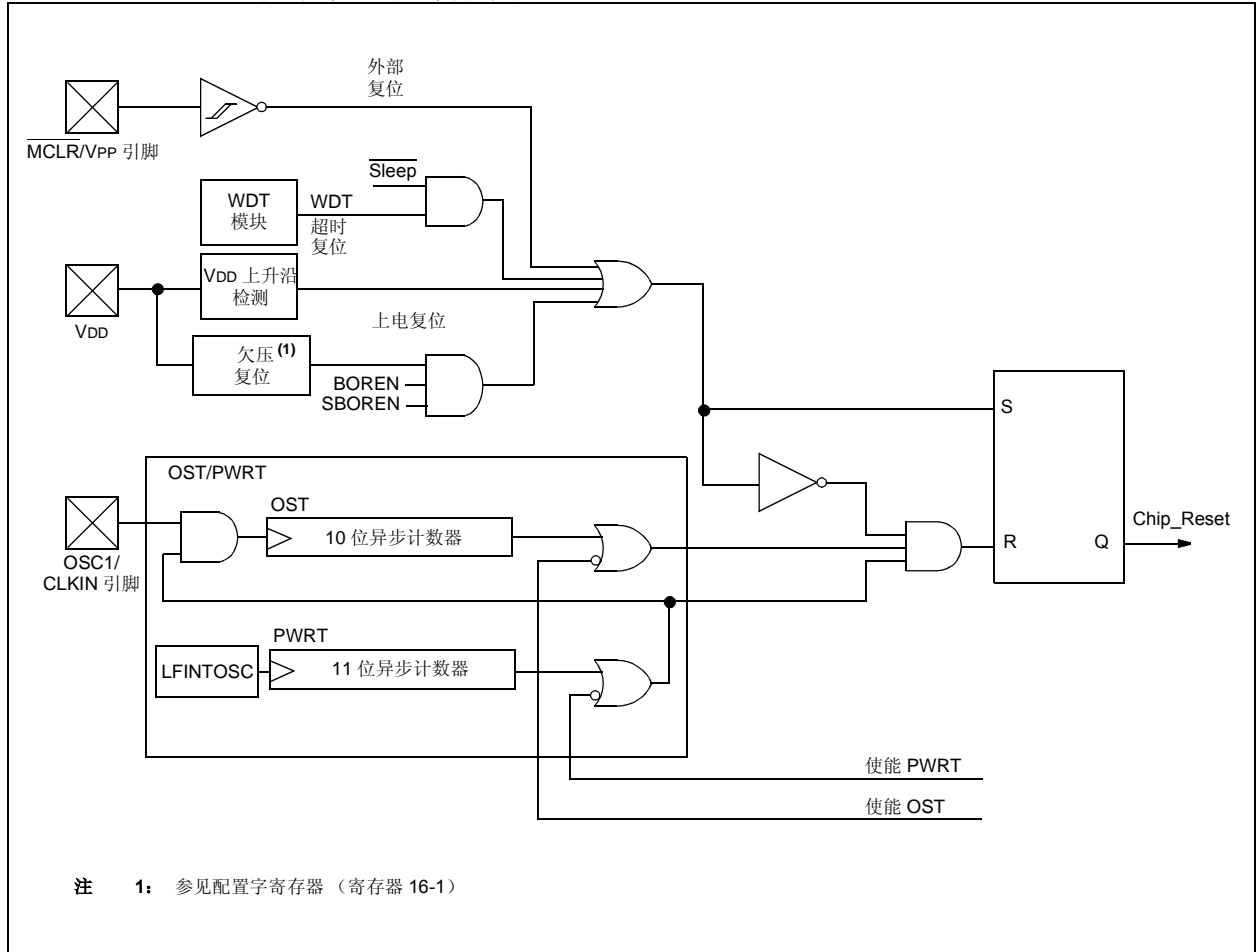 外部
复位
MCLR/VPP 引脚
Sleep
WDT
模块
WDT
超时
复位
VDD 上升沿
检测
VDD
上电复位
欠压(1)
复位
BOREN
SBOREN
S
OST/PWRT
OST
10 位异步计数器
OSC1/
CLKIN 引脚
Chip_Reset
R
Q
PWRT
LFINTOSC
11 位异步计数器
使能 PWRT
使能 OST
注 1： 参见配置字寄存器 （寄存器 16-1）